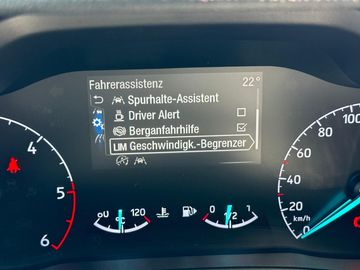 Fahrerassistenz 22°
Spurhalte-Assistent
Driver Alert
Berganfahrhilfe
LIM Geschwindigk.-Begrenzer
4
5
6
0U 120
°C
0 1/2 1
100
80
60
40
20
0
km/h